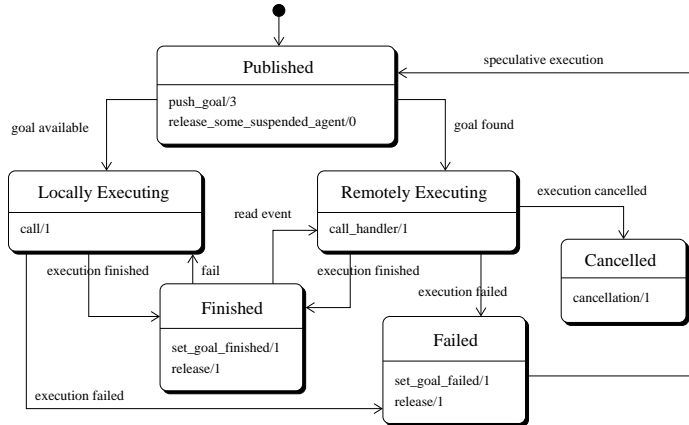 Published
speculative execution
push_goal/3
release_some_suspended_agent/0
goal available
goal found
Locally Executing
Remotely Executing
execution cancelled
call/1
read event
call_handler/1
Cancelled
execution finished
fail
execution finished
cancellation/1
execution failed
Finished
Failed
set_goal_finished/1
release/1
set_goal_failed/1
execution failed
release/1